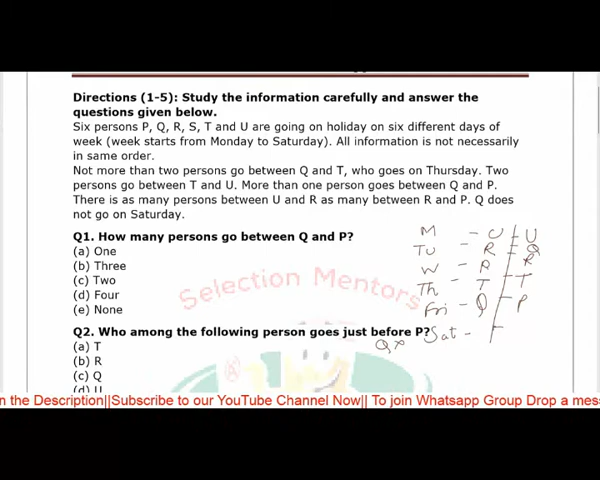 Directions (1-5): Study the information carefully and answer the
questions given below.
Six persons P, Q, R, S, T and U are going on holiday on six different days of
week (week starts from Monday to Saturday). All information is not necessarily
in same order.
Not more than two persons go between Q and T, who goes on Thursday. Two
persons go between T and U. More than one person goes between Q and P.
There is as many persons between U and R as many between R and P. Q does
not go on Saturday.
Q1. How many persons go between Q and P?
(a) One
(b) Three
(c) Two
(d) Four
(e) None
M - U U
TU - R Q
W - R R
Th - T T
Fri - Q P
Sat -
Q2. Who among the following person goes just before P?
Q×
(a) T
(b) R
(c) Q
(d) U
Selection Mentors
n the Description||Subscribe to our YouTube Channel Now|| To join Whatsapp Group Drop a mess